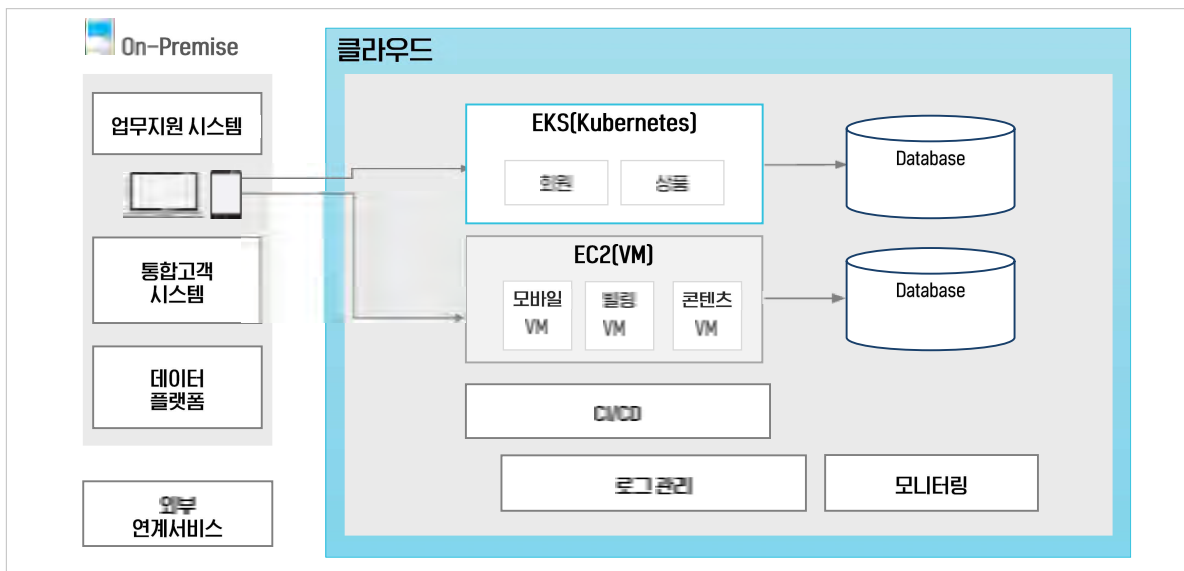 On-Premise
클라우드
업무지원 시스템
통합고객
시스템
데이터
플랫폼
외부
연계서비스
EKS(Kubernetes)
회원
상품
Database
EC2(VM)
모바일
VM
빌링
VM
콘텐츠
VM
Database
CI/CD
로그 관리
모니터링